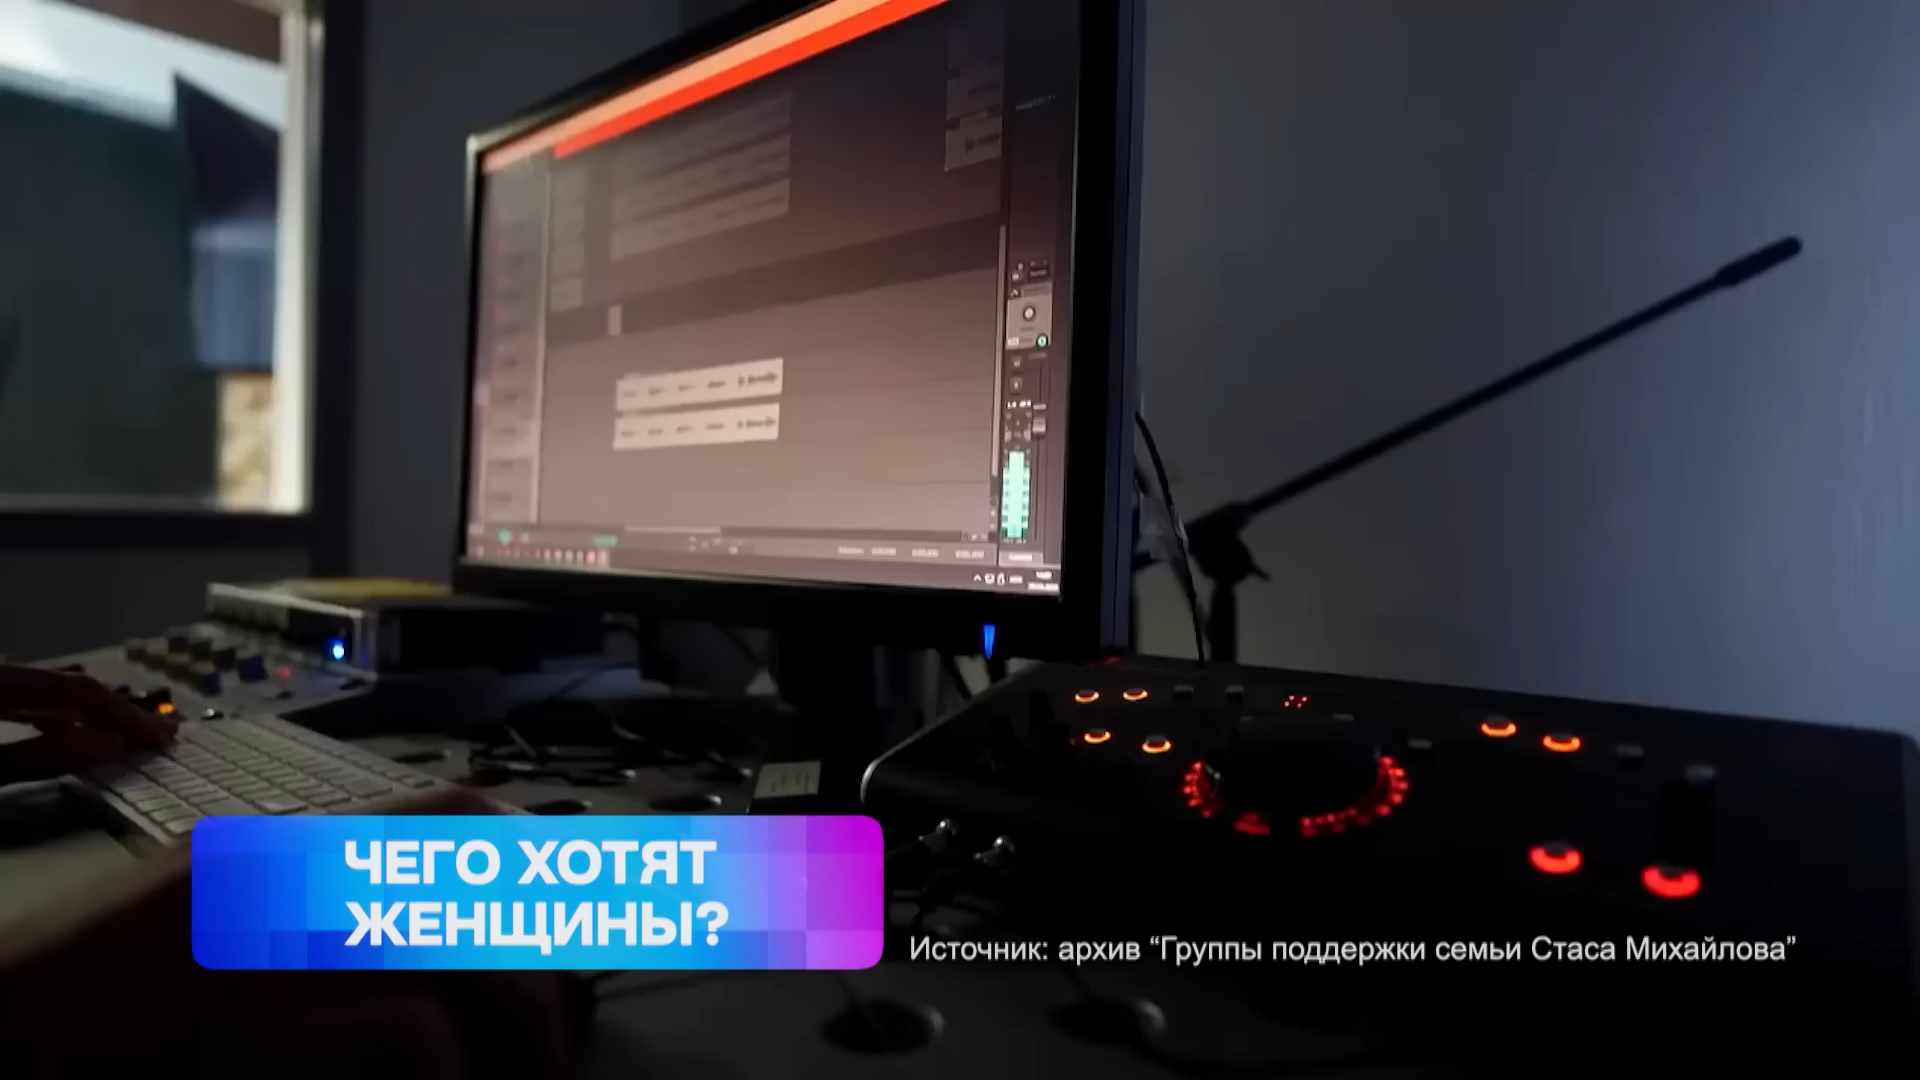 ЧЕГО ХОТЯТ
ЖЕНЩИНЫ?
Источник: архив “Группы поддержки семьи Стаса Михайлова”